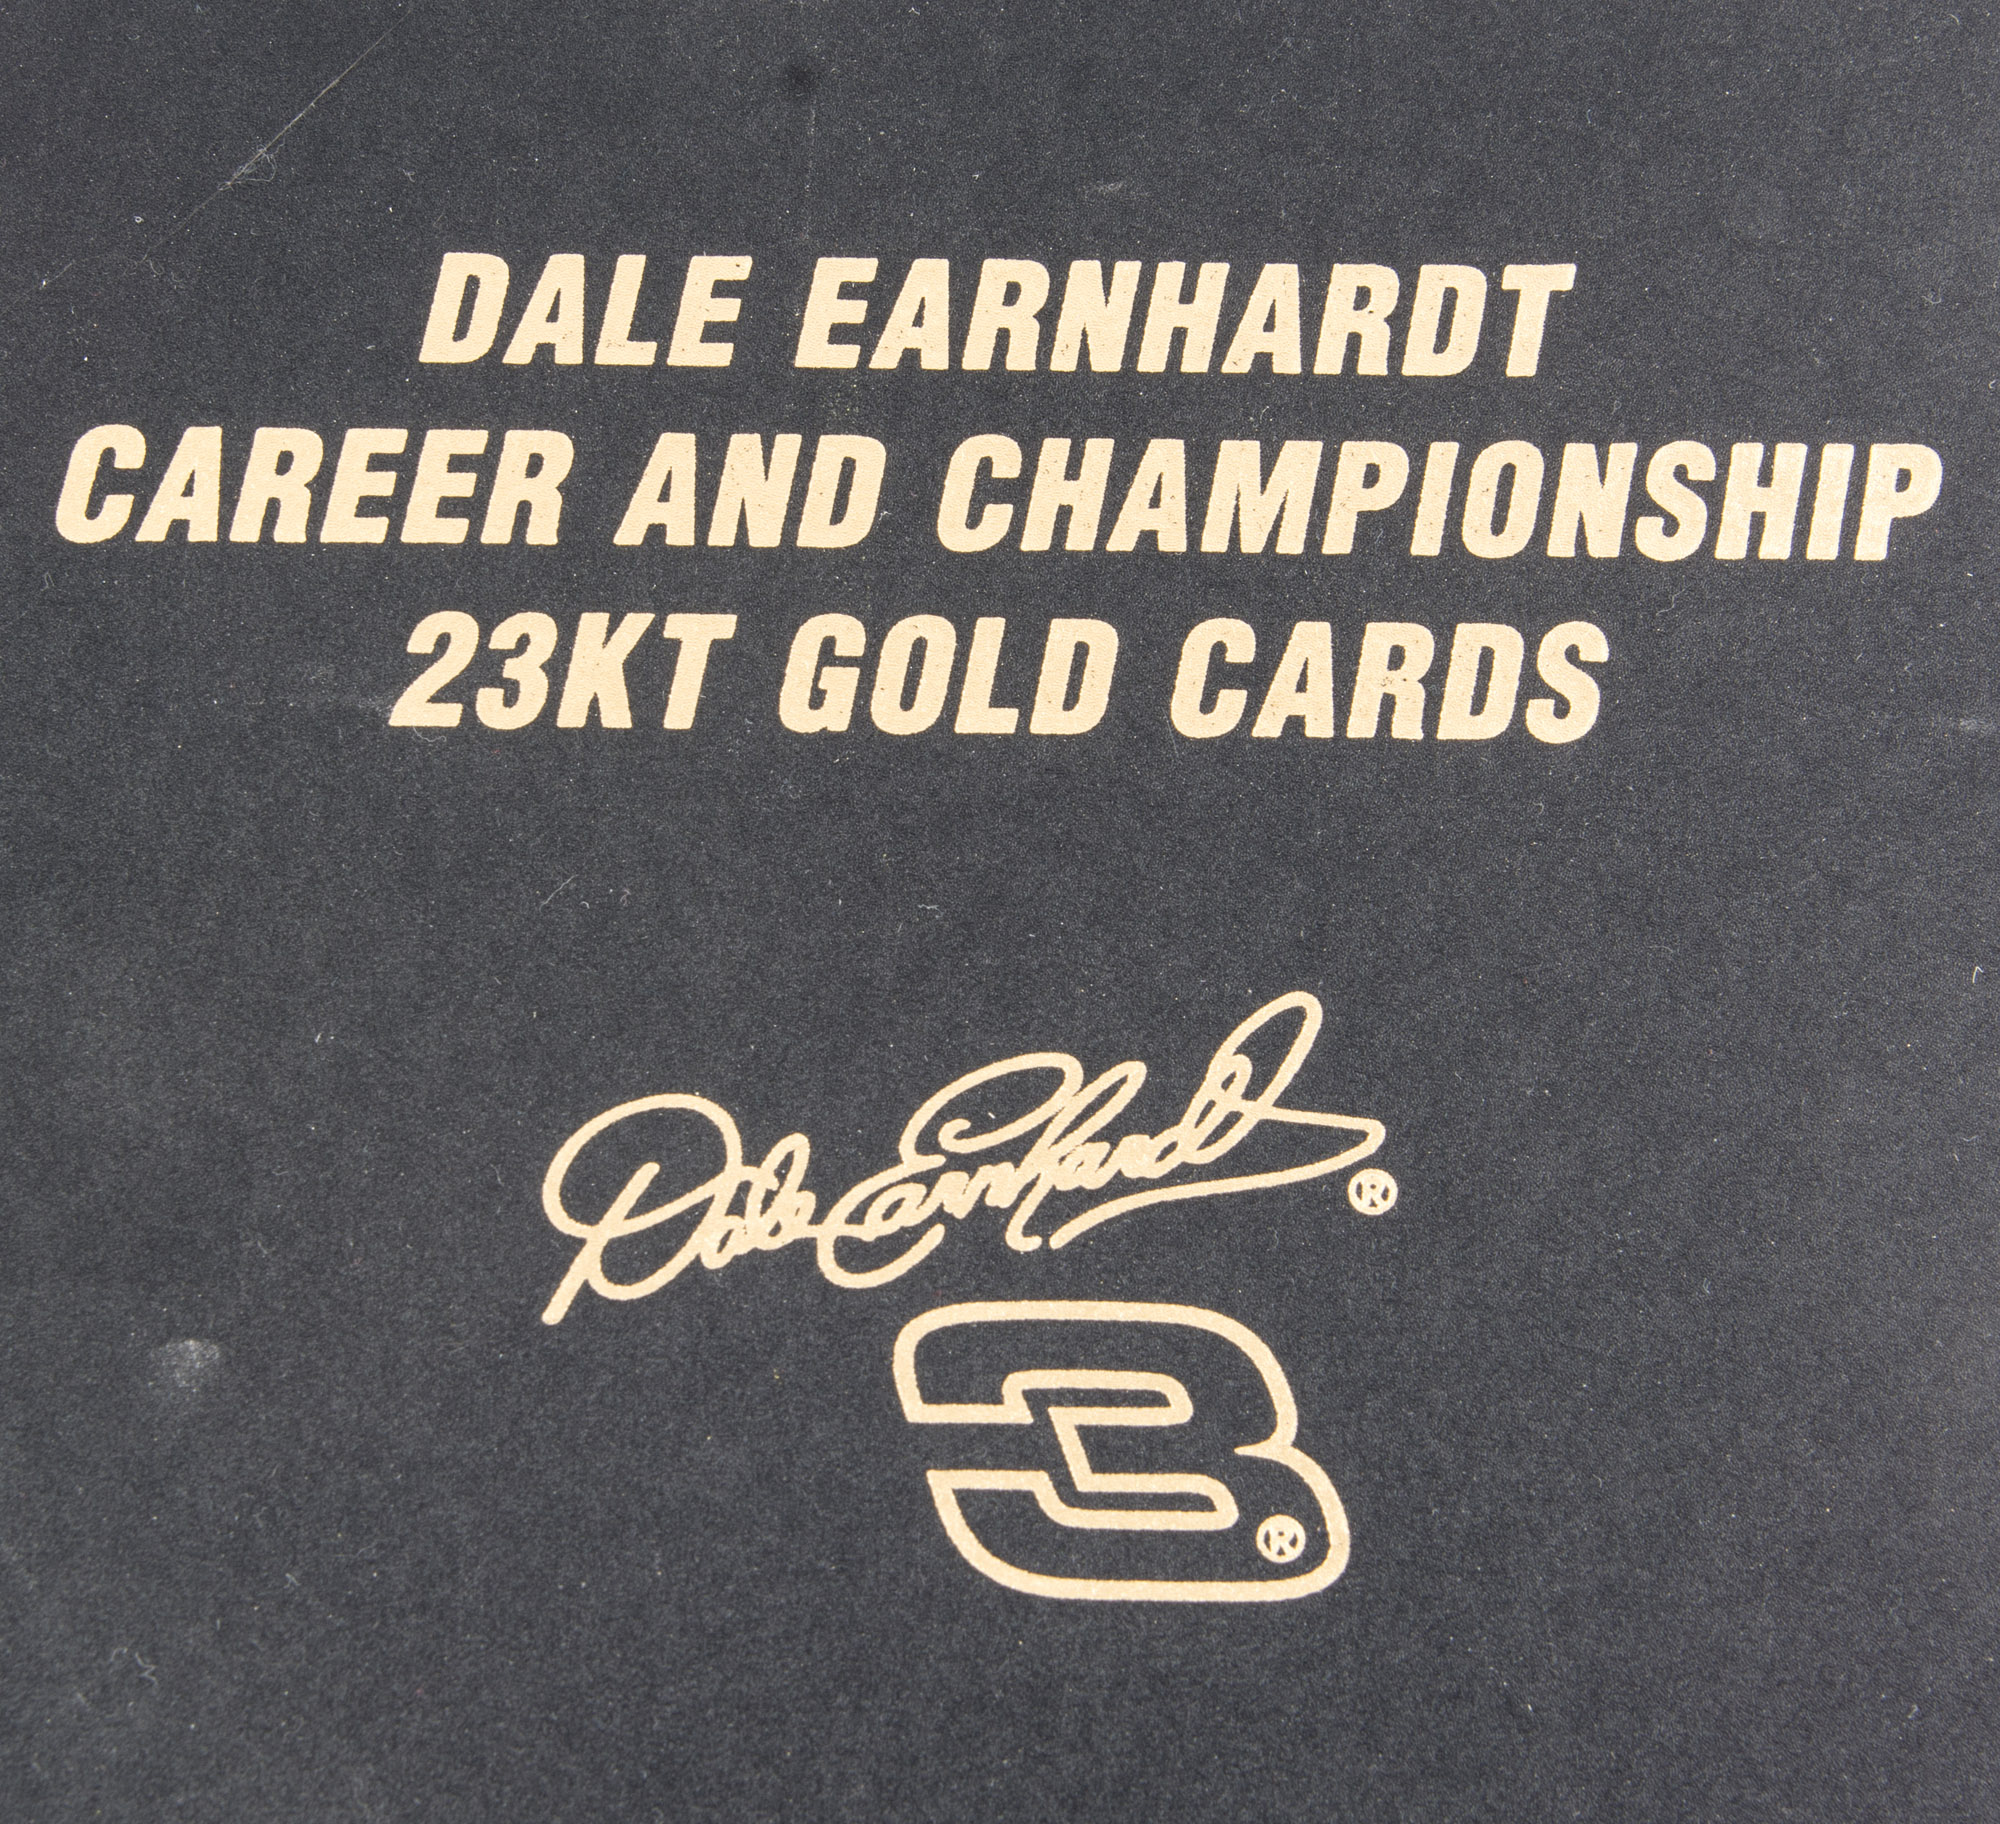 DALE EARNHARDT
CAREER AND CHAMPIONSHIP
23KT GOLD CARDS
Dale Earnhardt ®
3 ®